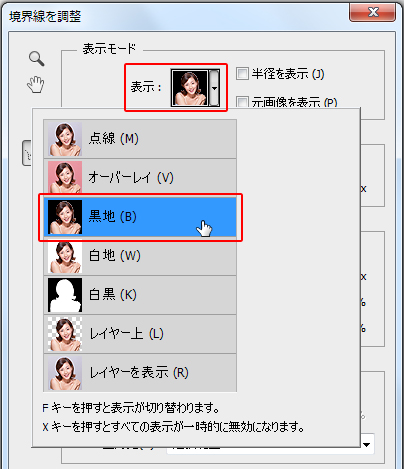 境界線を調整
表示モード
表示：
半径を表示 (J)
元画像を表示 (P)
点線 (M)
オーバーレイ (V)
黒地 (B)
白地 (W)
白黒 (K)
レイヤー上 (L)
レイヤーを表示 (R)
F キーを押すと表示が切り替わります。
X キーを押すとすべての表示が一時的に無効になります。
x
x
%
%
%。